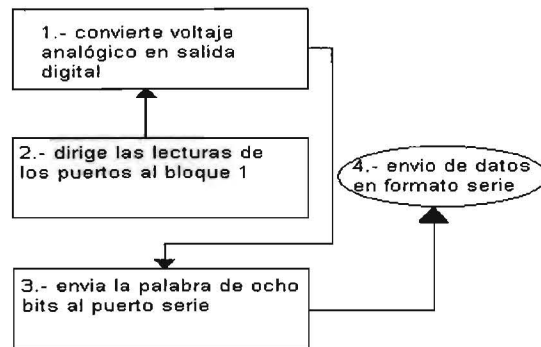 1.- convierte voltaje
analógico en salida
digital
2.- dirige las lecturas de
los puertos al bloque 1
4.- envio de datos
en formato serie
3.- envia la palabra de ocho
bits al puerto serie